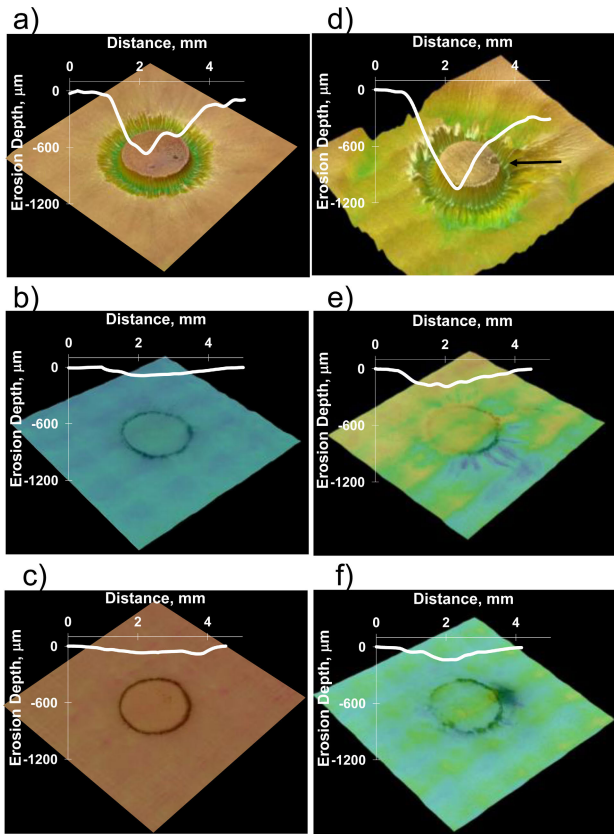 a)
Distance, mm
0 2 4
0
-600
-1200
Erosion Depth, μm
d)
Distance, mm
0 2 4
0
-600
-1200
Erosion Depth, μm
b)
Distance, mm
0 2 4
0
-600
-1200
Erosion Depth, μm
e)
Distance, mm
0 2 4
0
-600
-1200
Erosion Depth, μm
c)
Distance, mm
0 2 4
0
-600
-1200
Erosion Depth, μm
f)
Distance, mm
0 2 4
0
-600
-1200
Erosion Depth, μm